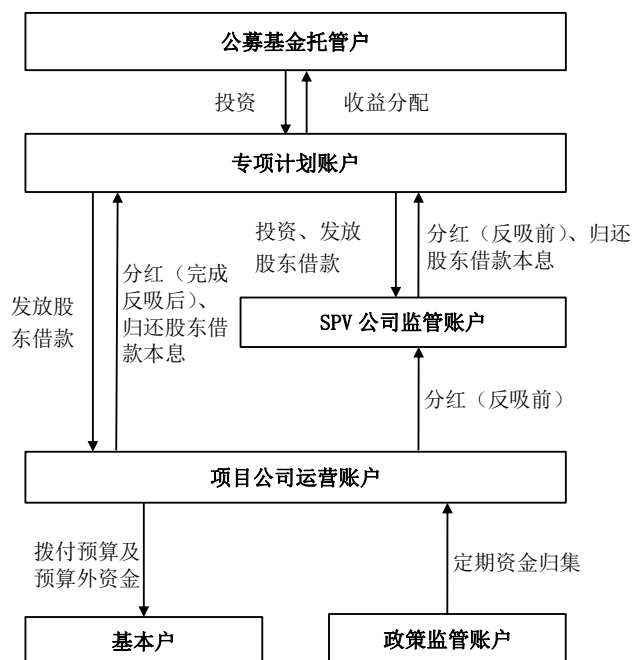 公募基金托管户
投资
收益分配
专项计划账户
投资、发放
股东借款
分红（反吸前）、归还
股东借款本息
分红（完成
反吸后）、
归还股东借
款本息
发放股
东借款
SPV 公司监管账户
分红（反吸前）
项目公司运营账户
拨付预算及
预算外资金
定期资金归集
基本户
政策监管账户